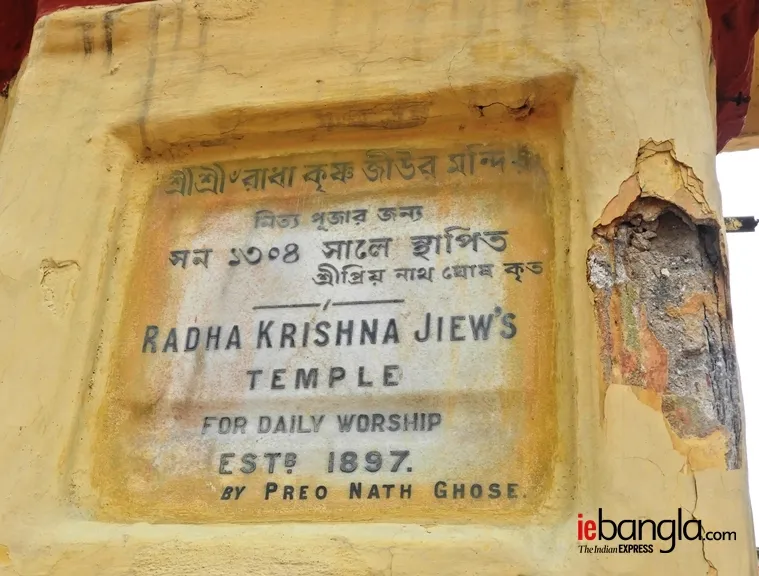 শ্রীশ্রী৺রাধা কৃষ্ণ জীউর মন্দির
নিত্য পূজার জন্য
সন ১৩০৪ সালে স্থাপিত
শ্রীপ্রিয় নাথ ঘোষ কৃত
RADHA KRISHNA JIEW'S
TEMPLE
FOR DAILY WORSHIP
ESTD. 1897.
BY PREO NATH GHOSE.
iebangla.com
The Indian EXPRESS